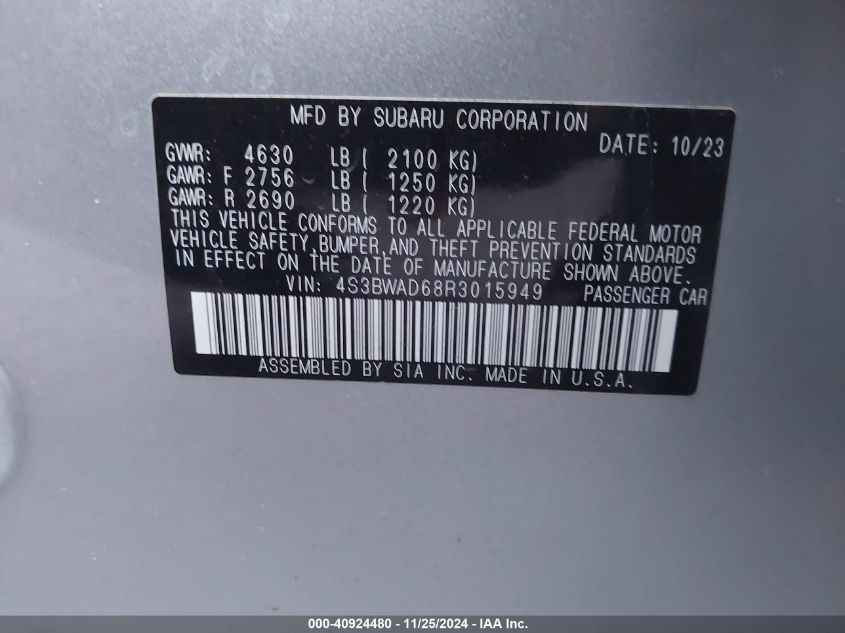 MFD BY SUBARU CORPORATION
DATE: 10/23
GVWR: 4630 LB ( 2100 KG)
GAWR: F 2756 LB ( 1250 KG)
GAWR: R 2690 LB ( 1220 KG)
THIS VEHICLE CONFORMS TO ALL APPLICABLE FEDERAL MOTOR
VEHICLE SAFETY, BUMPER, AND THEFT PREVENTION STANDARDS
IN EFFECT ON THE DATE OF MANUFACTURE SHOWN ABOVE.
VIN: 4S3BWAD68R3015949 PASSENGER CAR
ASSEMBLED BY SIA INC. MADE IN U.S.A.
000-40924480 - 11/25/2024 - IAA Inc.